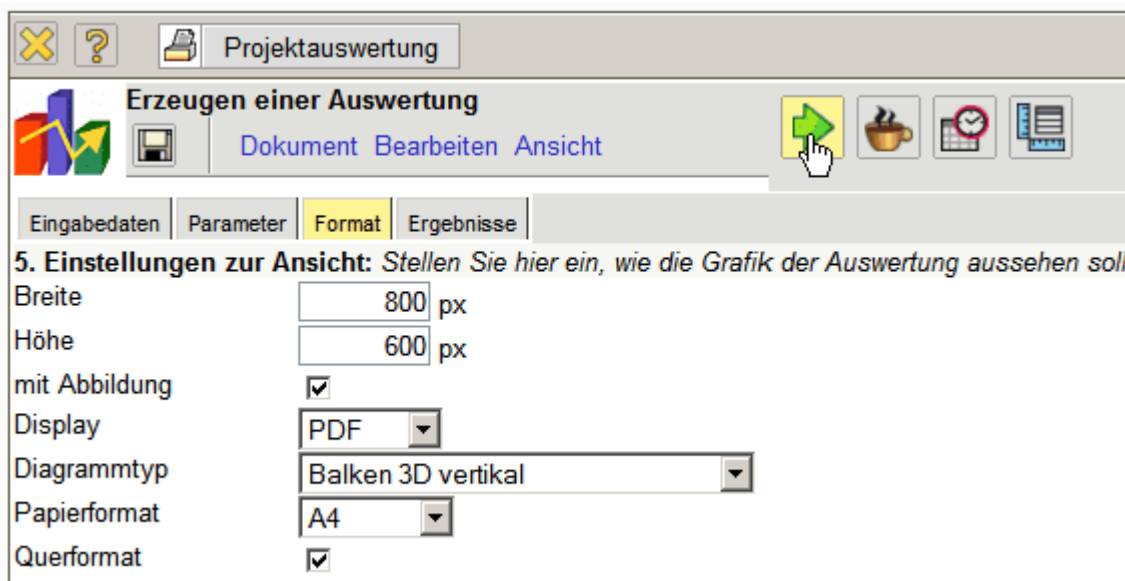 Projektauswertung
Erzeugen einer Auswertung
Dokument Bearbeiten Ansicht
Eingabedaten Parameter Format Ergebnisse
5. Einstellungen zur Ansicht: Stellen Sie hier ein, wie die Grafik der Auswertung aussehen soll
Breite 800 px
Höhe 600 px
mit Abbildung
Display PDF
Diagrammtyp Balken 3D vertikal
Papierformat A4
Querformat